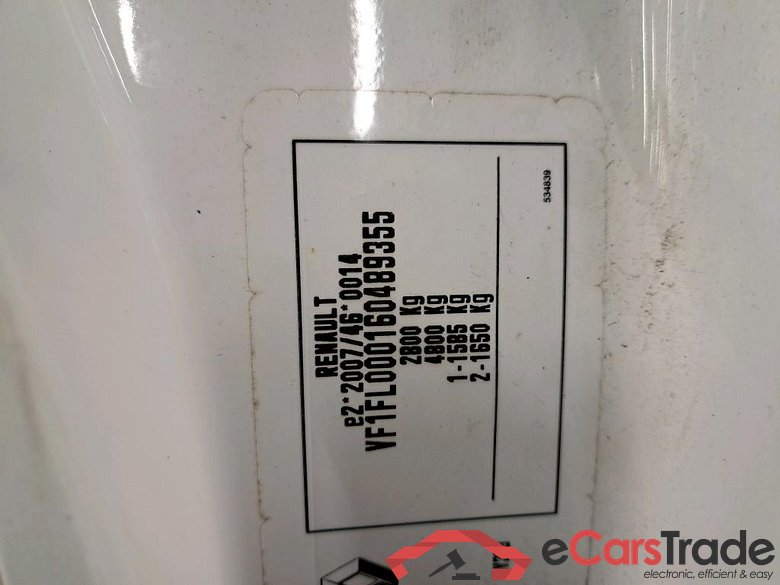 RENAULT
e2*2007/46*0014
VF1FL000160489355
2800 Kg
4800 Kg
1-1585 Kg
2-1650 Kg
534839
eCarsTrade
electronic, efficient & easy